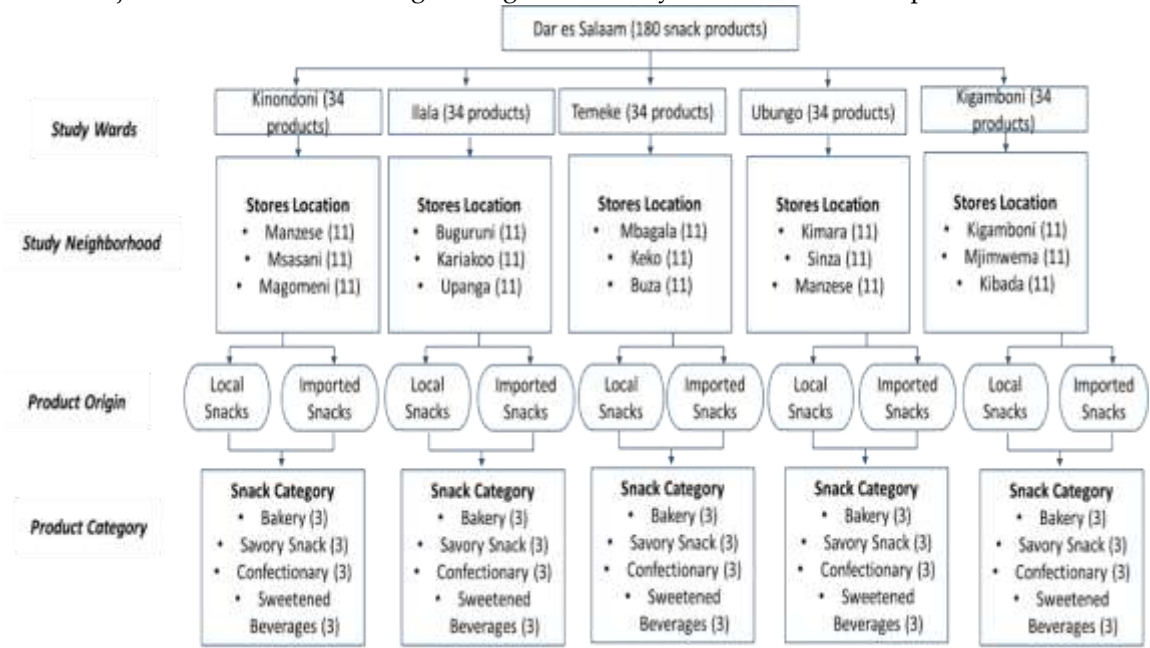 Dar es Salaam (180 snack products)
Study Wards
Kinondoni (34
products)
Ilala (34 products)
Temeke (34 products)
Ubungo (34 products)
Kigamboni (34
products)
Study Neighborhood
Stores Location
• Manzese (11)
• Msasani (11)
• Magomeni (11)
Stores Location
• Buguruni (11)
• Kariakoo (11)
• Upanga (11)
Stores Location
• Mbagala (11)
• Keko (11)
• Buza (11)
Stores Location
• Kimara (11)
• Sinza (11)
• Manzese (11)
Stores Location
• Kigamboni (11)
• Mjimwema (11)
• Kibada (11)
Product Origin
Local
Snacks
Imported
Snacks
Local
Snacks
Imported
Snacks
Local
Snacks
Imported
Snacks
Local
Snacks
Imported
Snacks
Local
Snacks
Imported
Snacks
Product Category
Snack Category
• Bakery (3)
• Savory Snack (3)
• Confectionary (3)
• Sweetened
Beverages (3)
Snack Category
• Bakery (3)
• Savory Snack (3)
• Confectionary (3)
• Sweetened
Beverages (3)
Snack Category
• Bakery (3)
• Savory Snack (3)
• Confectionary (3)
• Sweetened
Beverages (3)
Snack Category
• Bakery (3)
• Savory Snack (3)
• Confectionary (3)
• Sweetened
Beverages (3)
Snack Category
• Bakery (3)
• Savory Snack (3)
• Confectionary (3)
• Sweetened
Beverages (3)